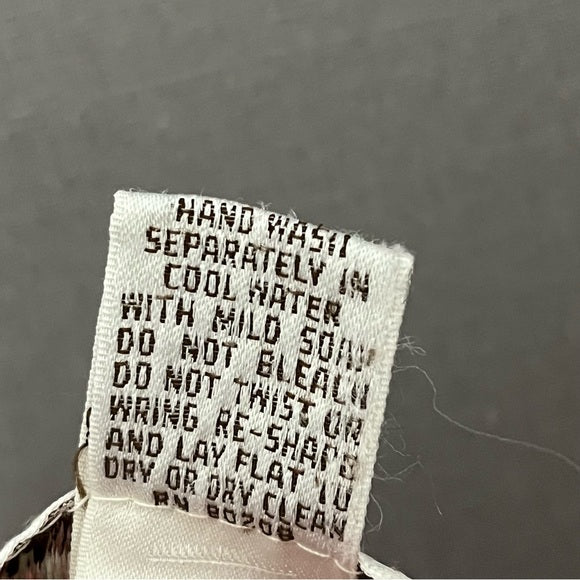 HAND WASH
SEPARATELY IN
COOL WATER
WITH MILD SOAP
DO NOT BLEACH
DO NOT TWIST OR
WRING RE-SHAPE
AND LAY FLAT TO
DRY OR DRY CLEAN
RN 80208